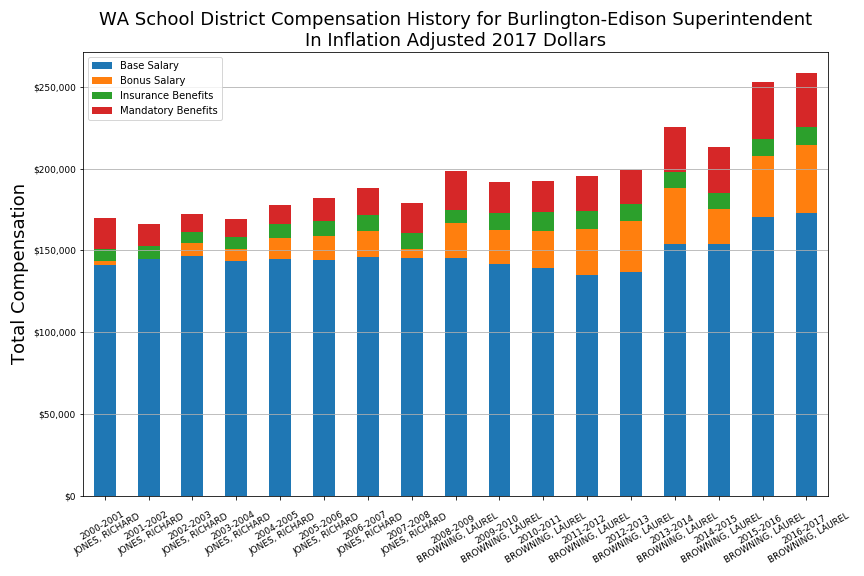 WA School District Compensation History for Burlington-Edison Superintendent
In Inflation Adjusted 2017 Dollars
Base Salary
Bonus Salary
Insurance Benefits
Mandatory Benefits
Total Compensation
$250,000
$200,000
$150,000
$100,000
$50,000
$0
2000-2001
JONES, RICHARD
2001-2002
JONES, RICHARD
2002-2003
JONES, RICHARD
2003-2004
JONES, RICHARD
2004-2005
JONES, RICHARD
2005-2006
JONES, RICHARD
2006-2007
JONES, RICHARD
2007-2008
JONES, RICHARD
2008-2009
BROWNING, LAUREL
2009-2010
BROWNING, LAUREL
2010-2011
BROWNING, LAUREL
2011-2012
BROWNING, LAUREL
2012-2013
BROWNING, LAUREL
2013-2014
BROWNING, LAUREL
2014-2015
BROWNING, LAUREL
2015-2016
BROWNING, LAUREL
2016-2017
BROWNING, LAUREL